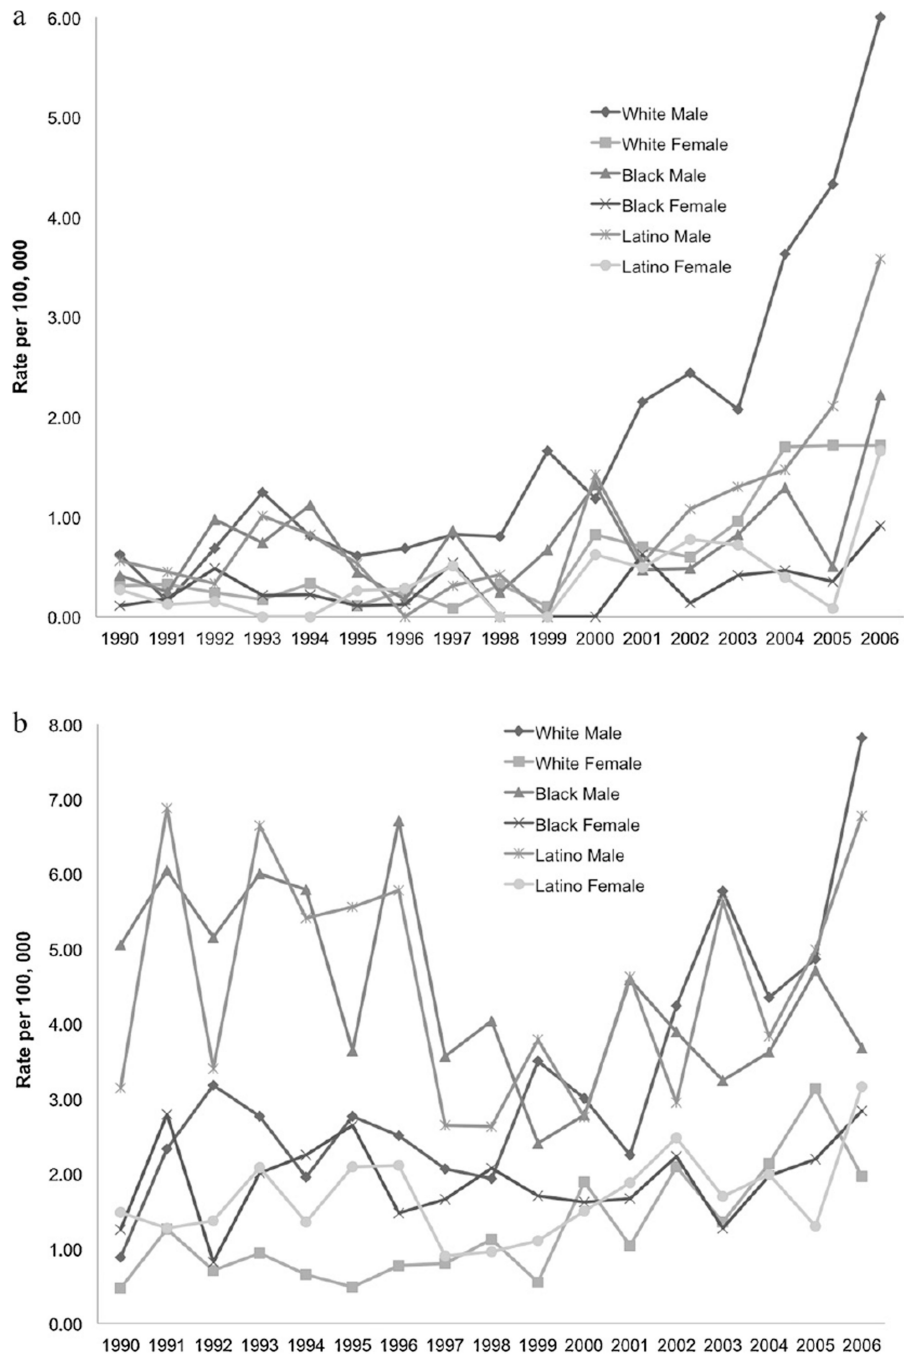 a
6.00
5.00
4.00
3.00
2.00
1.00
0.00
Rate per 100, 000
White Male
White Female
Black Male
Black Female
Latino Male
Latino Female
1990 1991 1992 1993 1994 1995 1996 1997 1998 1999 2000 2001 2002 2003 2004 2005 2006
b
8.00
7.00
6.00
5.00
4.00
3.00
2.00
1.00
0.00
Rate per 100, 000
White Male
White Female
Black Male
Black Female
Latino Male
Latino Female
1990 1991 1992 1993 1994 1995 1996 1997 1998 1999 2000 2001 2002 2003 2004 2005 2006